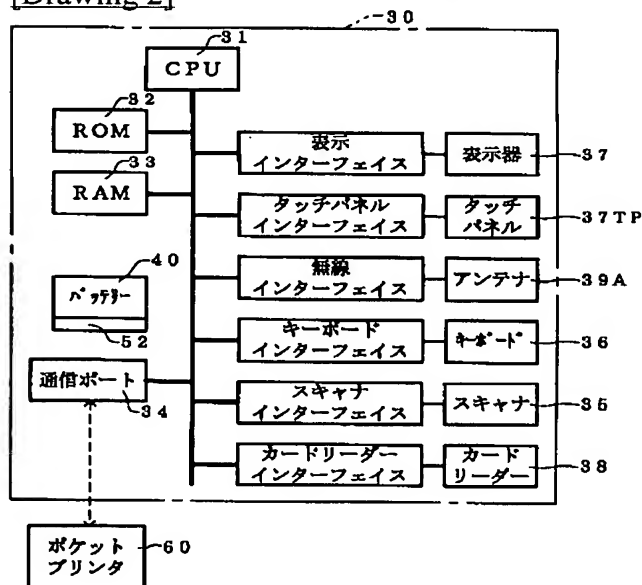 [Drawing 2]
30
31
CPU
32
ROM
33
RAM
表示
インターフェイス
表示器
37
タッチパネル
インターフェイス
タッチ
パネル
37TP
40
バッテリー
52
無線
インターフェイス
アンテナ
39A
キーボード
インターフェイス
キーボード
36
通信ポート
34
スキャナ
インターフェイス
スキャナ
35
カードリーダー
インターフェイス
カード
リーダー
38
ポケット
プリンタ
60